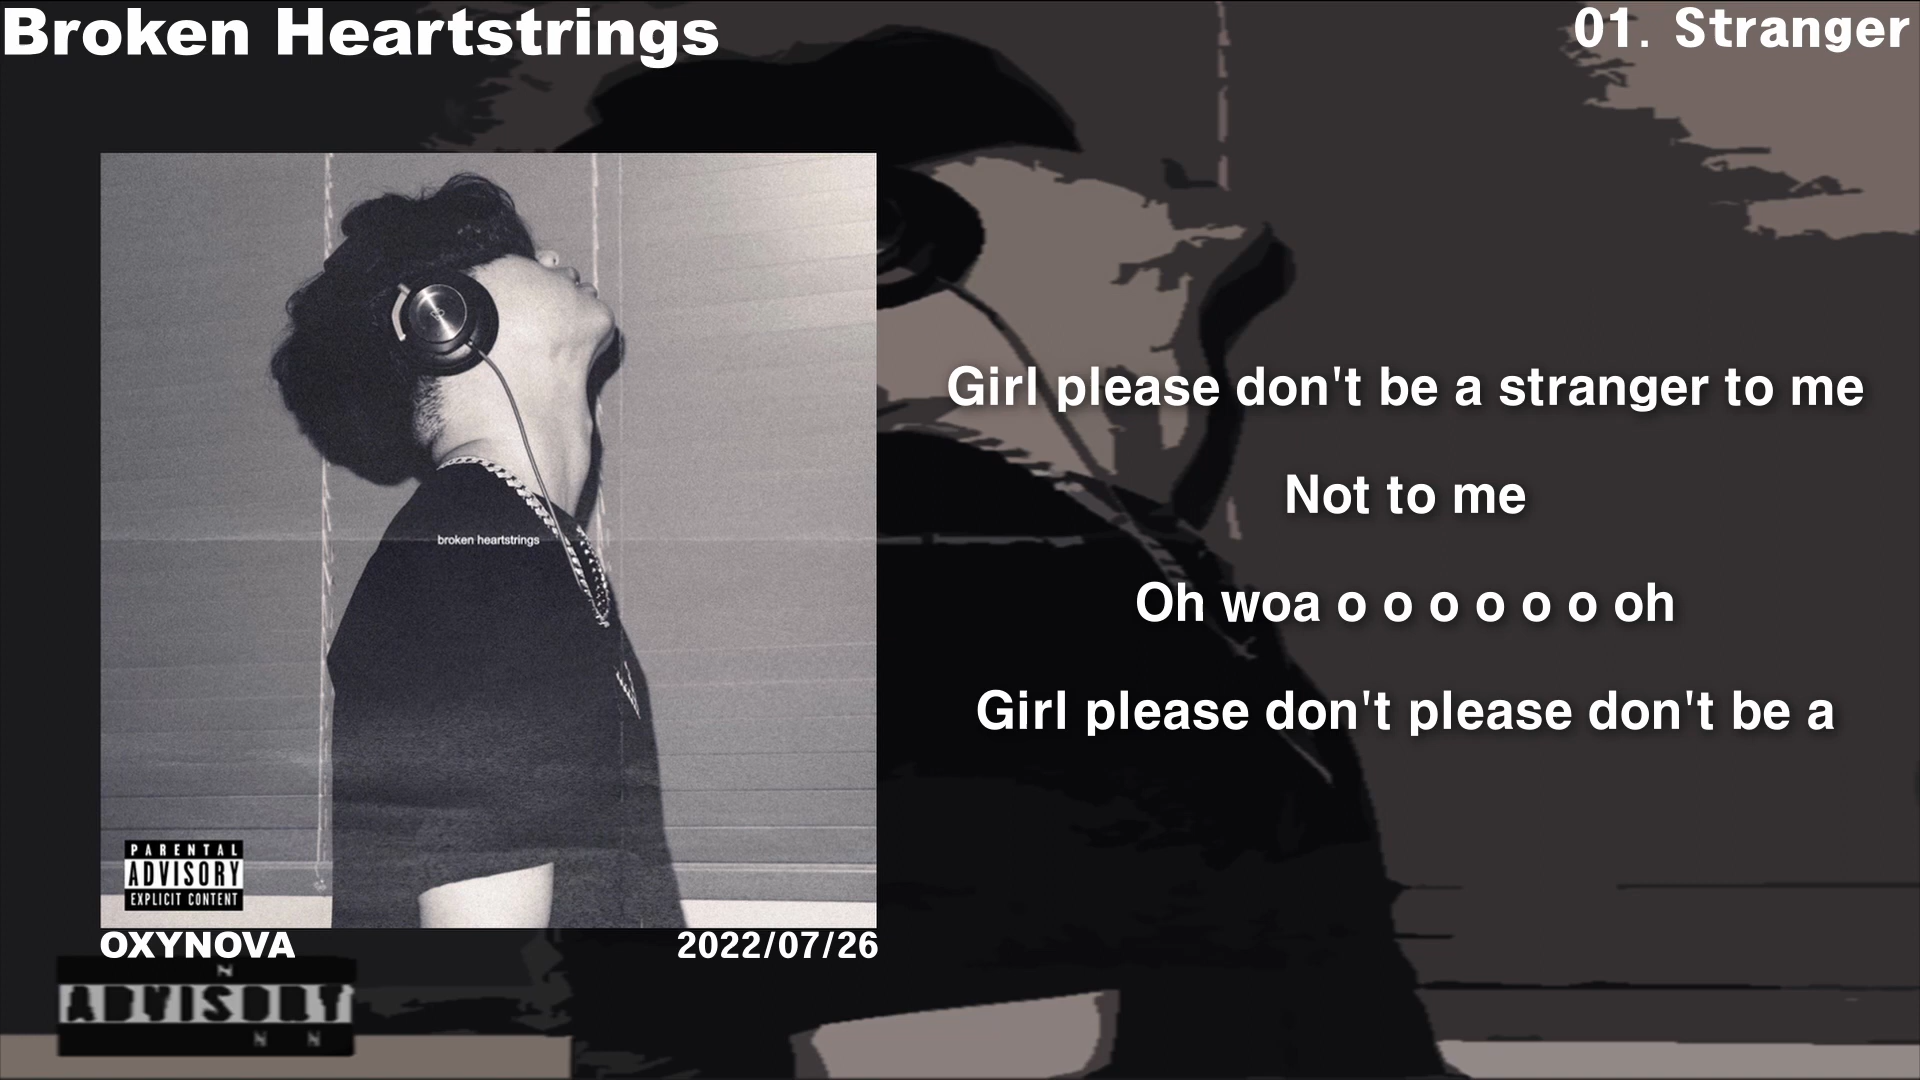 Broken Heartstrings
01. Stranger
broken heartstrings
Girl please don't be a stranger to me
Not to me
Oh woa o o o o o o oh
Girl please don't please don't be a
PARENTAL
ADVISORY
EXPLICIT CONTENT
OXYNOVA
2022/07/26
N
ADVISORY
N N